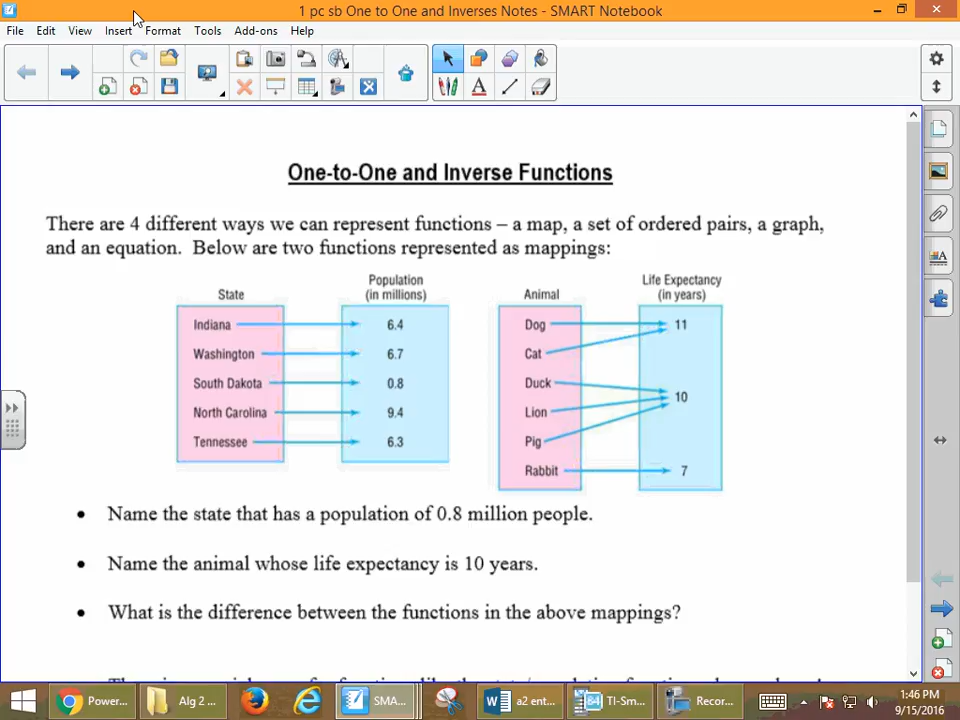 1 pc sb One to One and Inverses Notes - SMART Notebook
File Edit View Insert Format Tools Add-ons Help
One-to-One and Inverse Functions
There are 4 different ways we can represent functions – a map, a set of ordered pairs, a graph,
and an equation. Below are two functions represented as mappings:
State
Population
(in millions)
Indiana 6.4
Washington 6.7
South Dakota 0.8
North Carolina 9.4
Tennessee 6.3
Animal
Life Expectancy
(in years)
Dog
Cat
Duck
Lion
Pig
Rabbit
11
10
7
• Name the state that has a population of 0.8 million people.
• Name the animal whose life expectancy is 10 years.
• What is the difference between the functions in the above mappings?
Power...
Alg 2 ...
SMA...
a2 ent...
TI-Sm...
Recor...
1:46 PM
9/15/2016